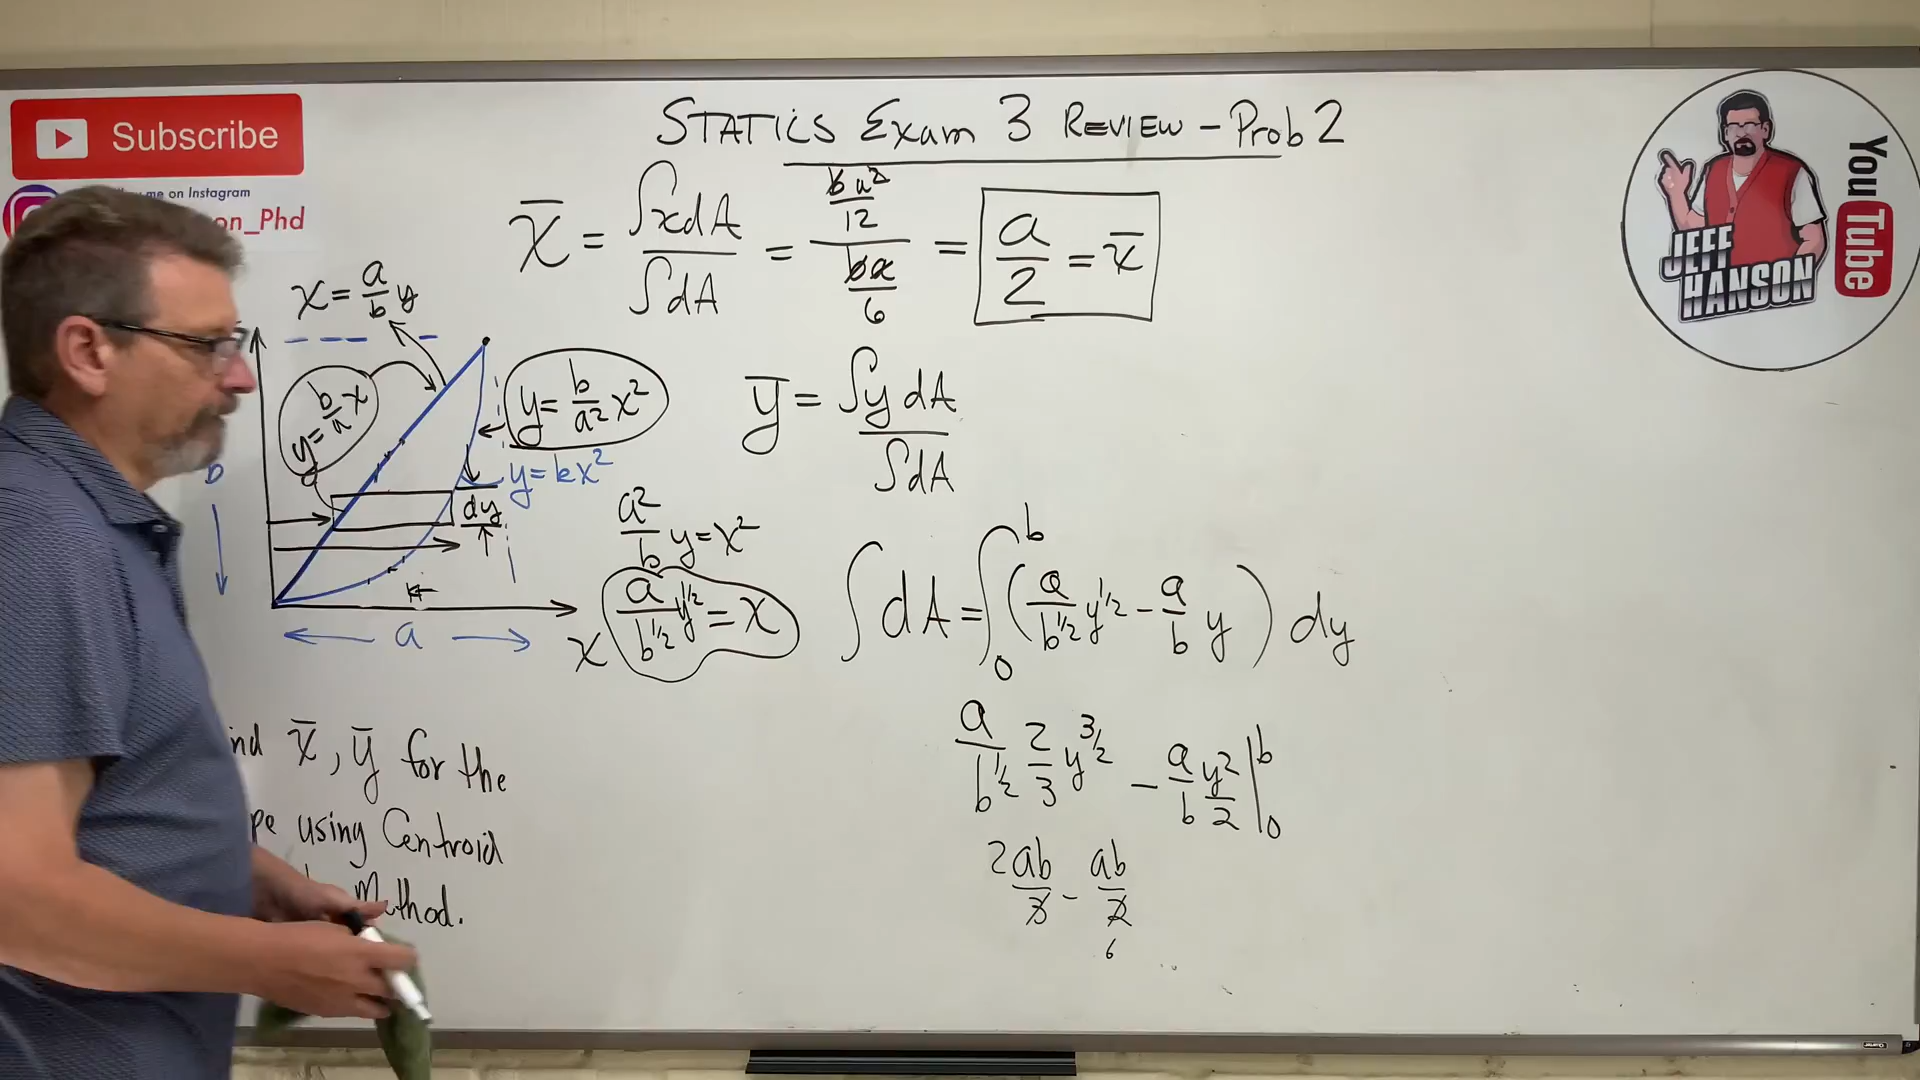 Subscribe
me on Instagram
on_Phd
STATICS Exam 3 REVIEW - Prob 2
x̄ = ∫xdA / ∫dA = (ba²/12) / (ba/6) = a/2 = x̄
JEFF HANSON
YouTube
x = a/b y
y = b/a x
y = b/a² x²
y = kx²
ȳ = ∫y dA / ∫dA
b
dy
a²/b y = x²
a/b^½ y^½ = x
x
a
∫dA = ∫₀ᵇ (a/b^½ y^½ - a/b y) dy
a/b^½ 2/3 y^3/2 - a/b y²/2 |₀ᵇ
2ab/3 - ab/2
6
nd x̄, ȳ for the
pe using Centroid
Method.